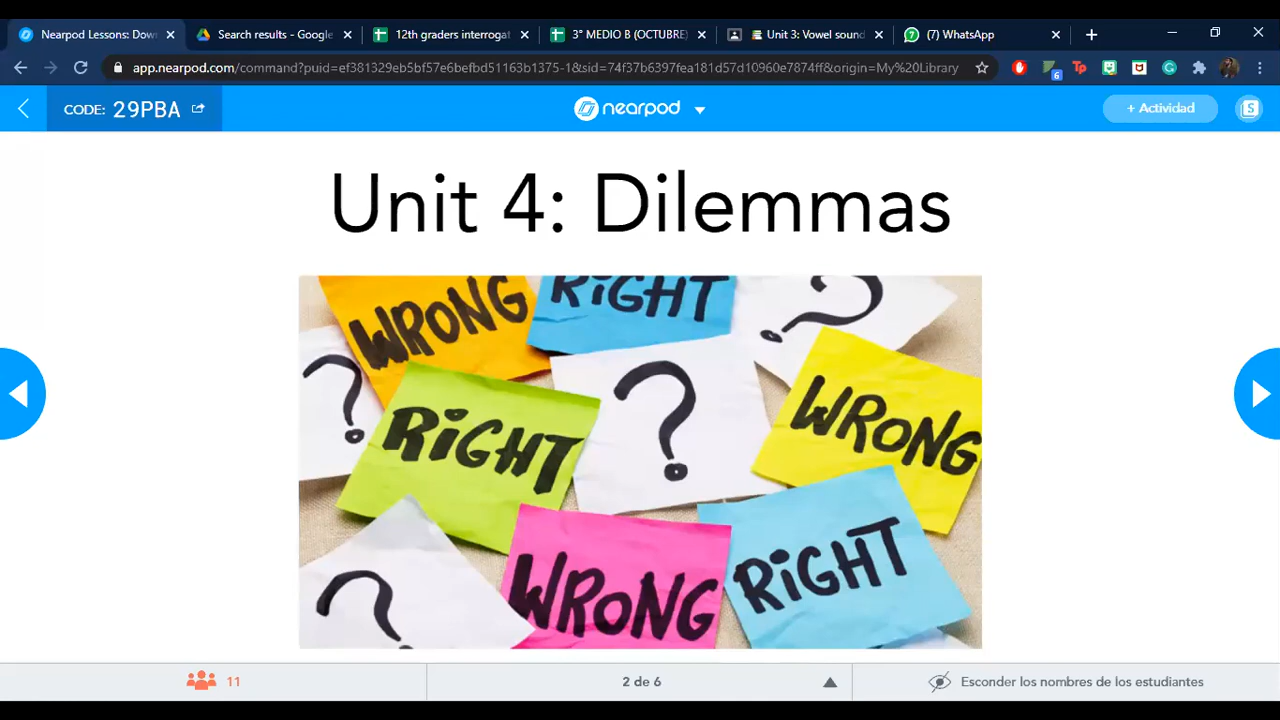 Nearpod Lessons: Dow
Search results - Google
12th graders interrogat
3° MEDIO B (OCTUBRE)
Unit 3: Vowel sound
(7) WhatsApp
app.nearpod.com/command?puid=ef381329eb5bf57e6befbd51163b1375-1&sid=74f37b6397fea181d57d10960e7874ff&origin=My%20Library
6
CODE: 29PBA
nearpod
+ Actividad
S
Unit 4: Dilemmas
WRONG
RiGHT
?
?
RiGHT
?
WRONG
?
WRONG
RiGHT
11
2 de 6
Esconder los nombres de los estudiantes